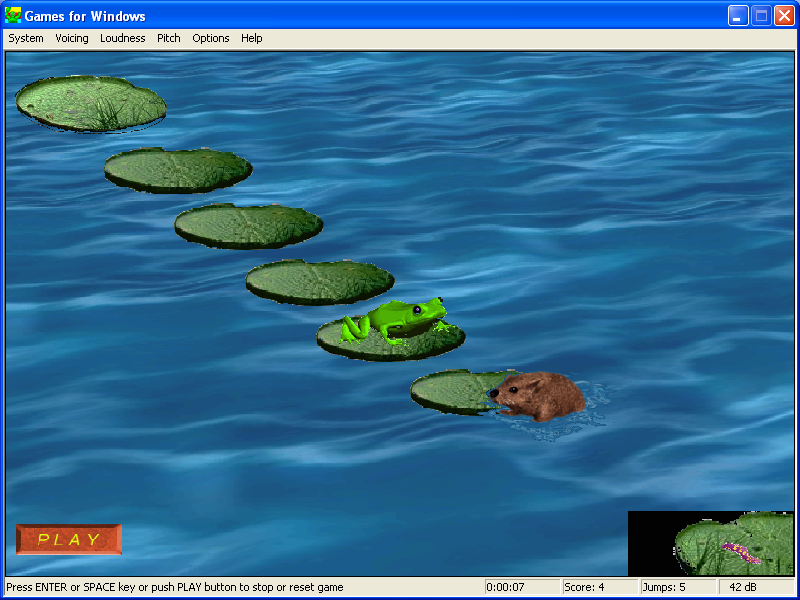 Games for Windows
System Voicing Loudness Pitch Options Help
PLAY
Press ENTER or SPACE key or push PLAY button to stop or reset game 0:00:07 Score: 4 Jumps: 5 42 dB